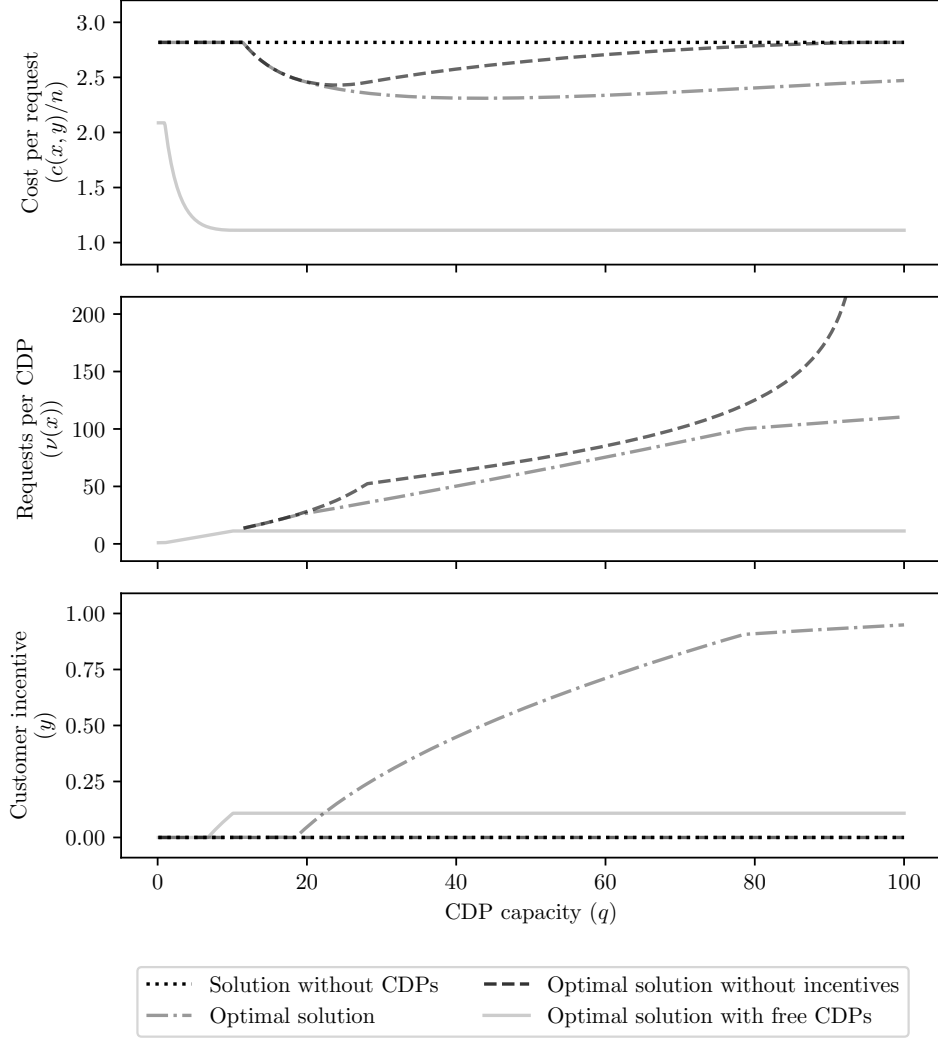 3.0
2.5
2.0
1.5
1.0
Cost per request
(c(x, y)/n)
200
150
100
50
0
Requests per CDP
(ν(x))
1.00
0.75
0.50
0.25
0.00
Customer incentive
(y)
0 20 40 60 80 100
CDP capacity (q)
Solution without CDPs
Optimal solution
Optimal solution without incentives
Optimal solution with free CDPs